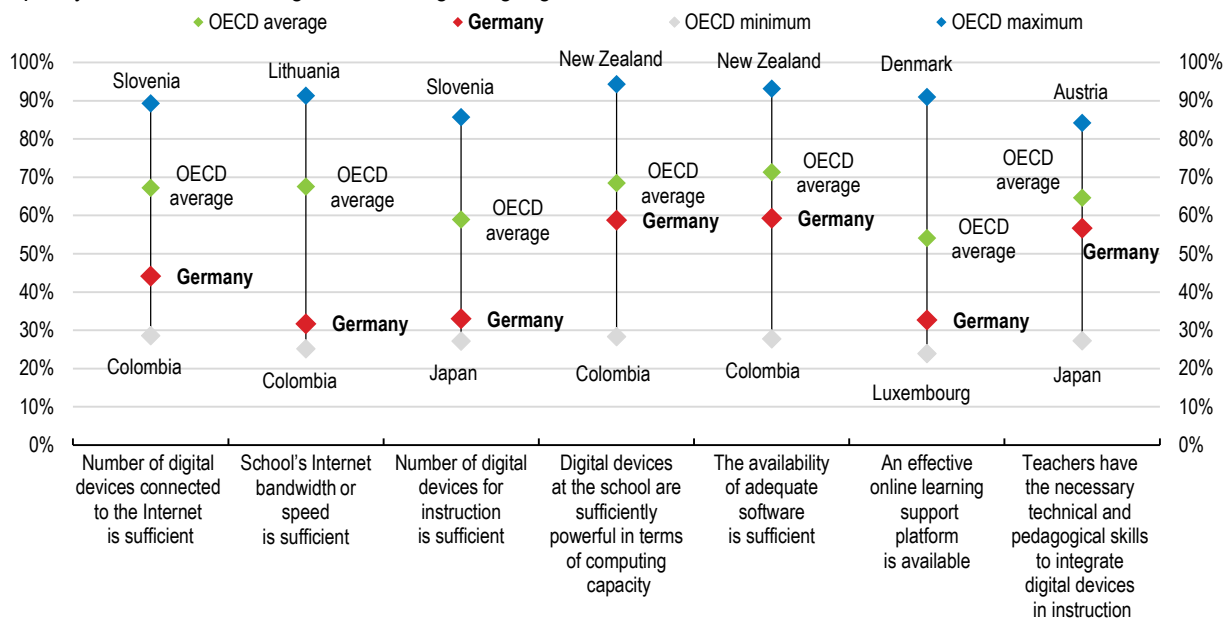 OECD average
Germany
OECD minimum
OECD maximum
100%
90%
80%
70%
60%
50%
40%
30%
20%
10%
0%
100%
90%
80%
70%
60%
50%
40%
30%
20%
10%
0%
Slovenia
OECD
average
Germany
Colombia
Lithuania
OECD
average
Germany
Colombia
Slovenia
OECD
average
Germany
Japan
New Zealand
OECD
average
Germany
Colombia
New Zealand
OECD
average
Germany
Colombia
Denmark
OECD
average
Germany
Luxembourg
Austria
OECD
average
Germany
Japan
Number of digital
devices connected
to the Internet
is sufficient
School's Internet
bandwidth or
speed
is sufficient
Number of digital
devices for
instruction
is sufficient
Digital devices
at the school are
sufficiently
powerful in terms
of computing
capacity
The availability
of adequate
software
is sufficient
An effective
online learning
support
platform
is available
Teachers have
the necessary
technical and
pedagogical skills
to integrate
digital devices
in instruction